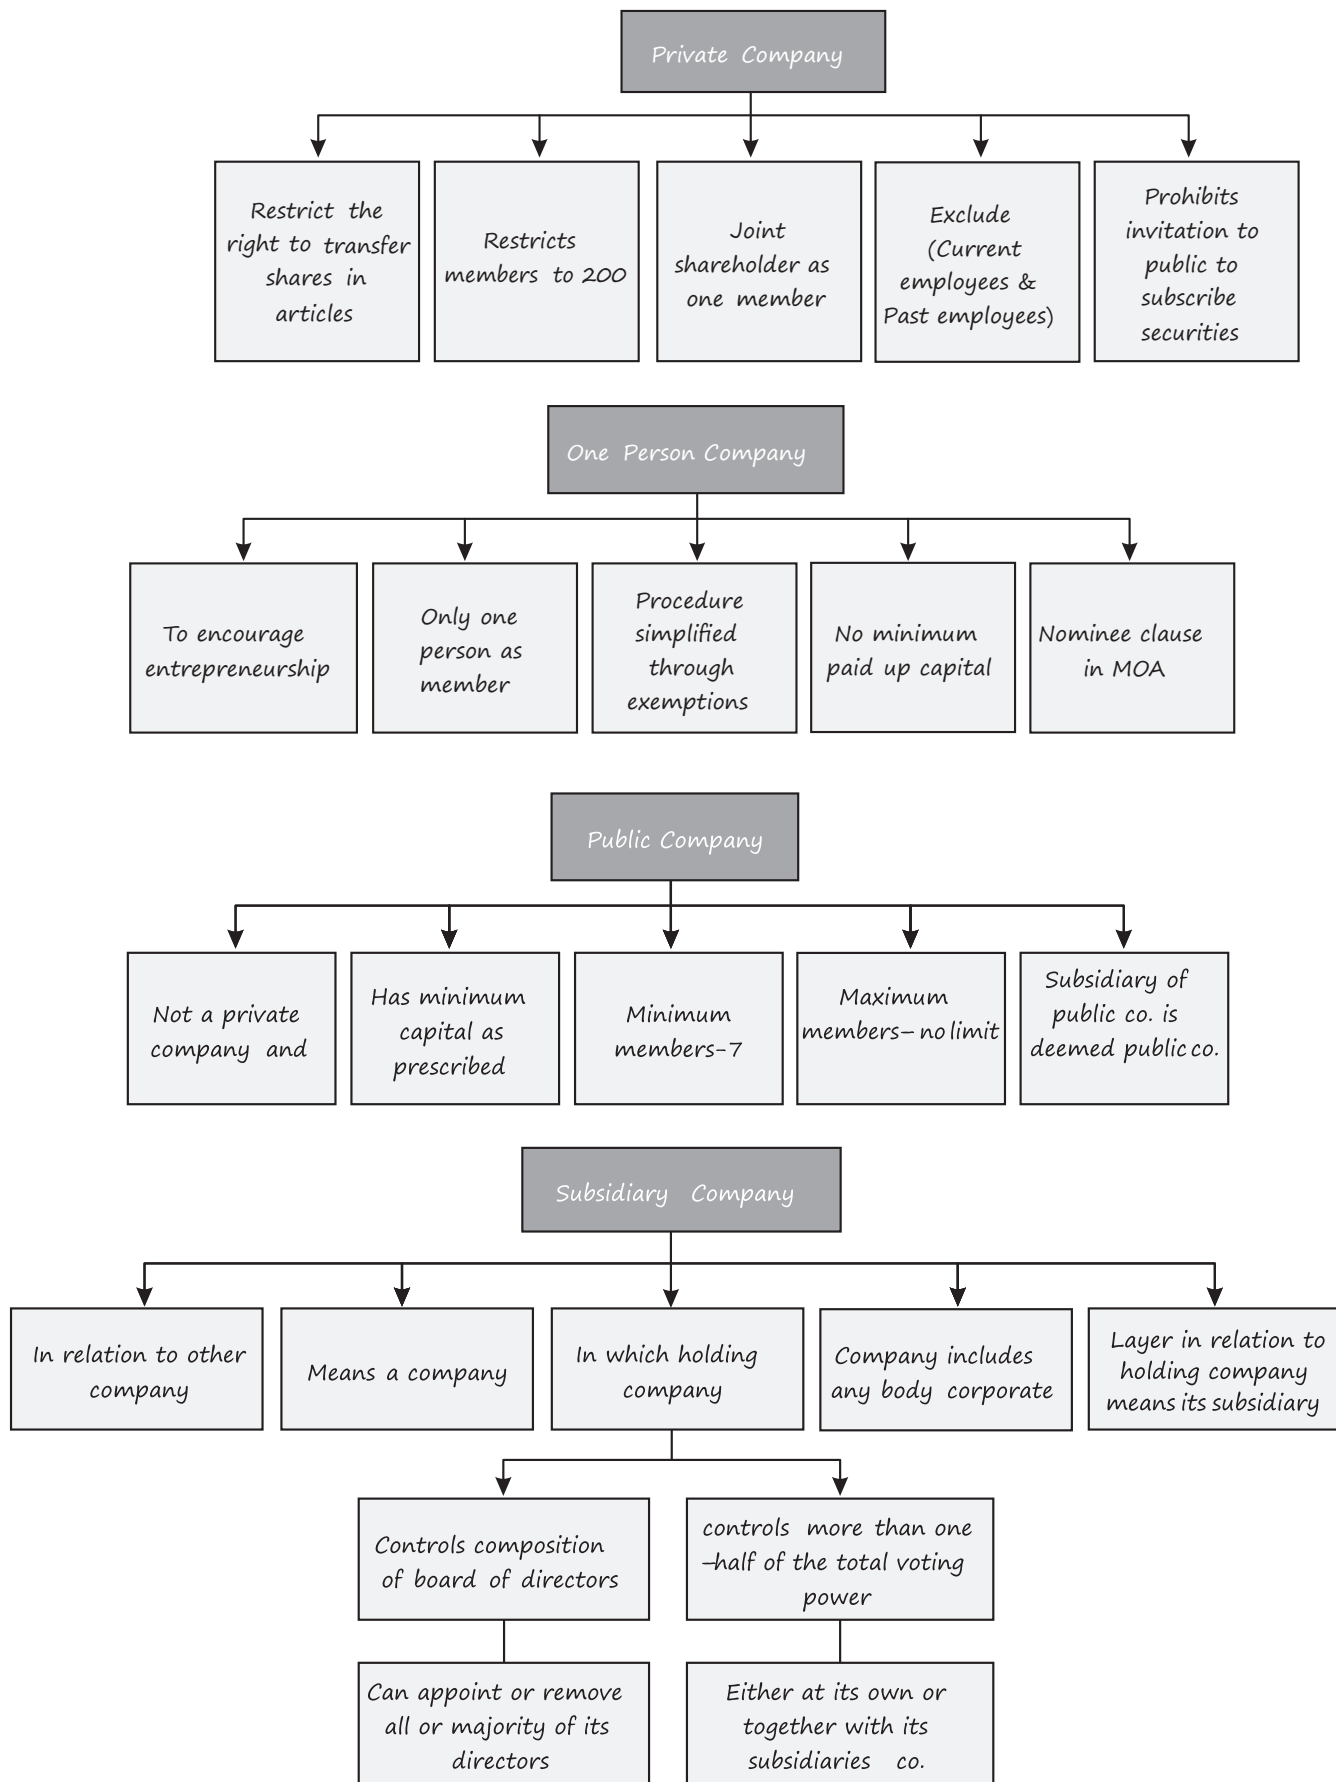 Private Company
Restrict the
right to transfer
shares in
articles
Restricts
members to 200
Joint
shareholder as
one member
Exclude
(Current
employees &
Past employees)
Prohibits
invitation to
public to
subscribe
securities
One Person Company
To encourage
entrepreneurship
Only one
person as
member
Procedure
simplified
through
exemptions
No minimum
paid up capital
Nominee clause
in MOA
Public Company
Not a private
company and
Has minimum
capital as
prescribed
Minimum
members-7
Maximum
members– no limit
Subsidiary of
public co. is
deemed public co.
Subsidiary Company
In relation to other
company
Means a company
In which holding
company
Company includes
any body corporate
Layer in relation to
holding company
means its subsidiary
Controls composition
of board of directors
controls more than one
–half of the total voting
power
Can appoint or remove
all or majority of its
directors
Either at its own or
together with its
subsidiaries co.